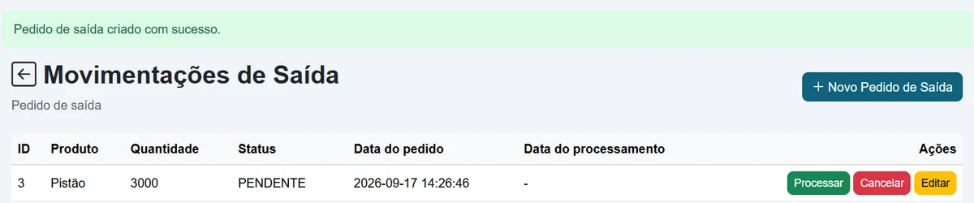 Pedido de saída criado com sucesso.
Movimentações de Saída
Pedido de saída
+ Novo Pedido de Saída
ID Produto Quantidade Status Data do pedido Data do processamento Ações
3 Pistão 3000 PENDENTE 2026-09-17 14:26:46 - Processar Cancelar Editar